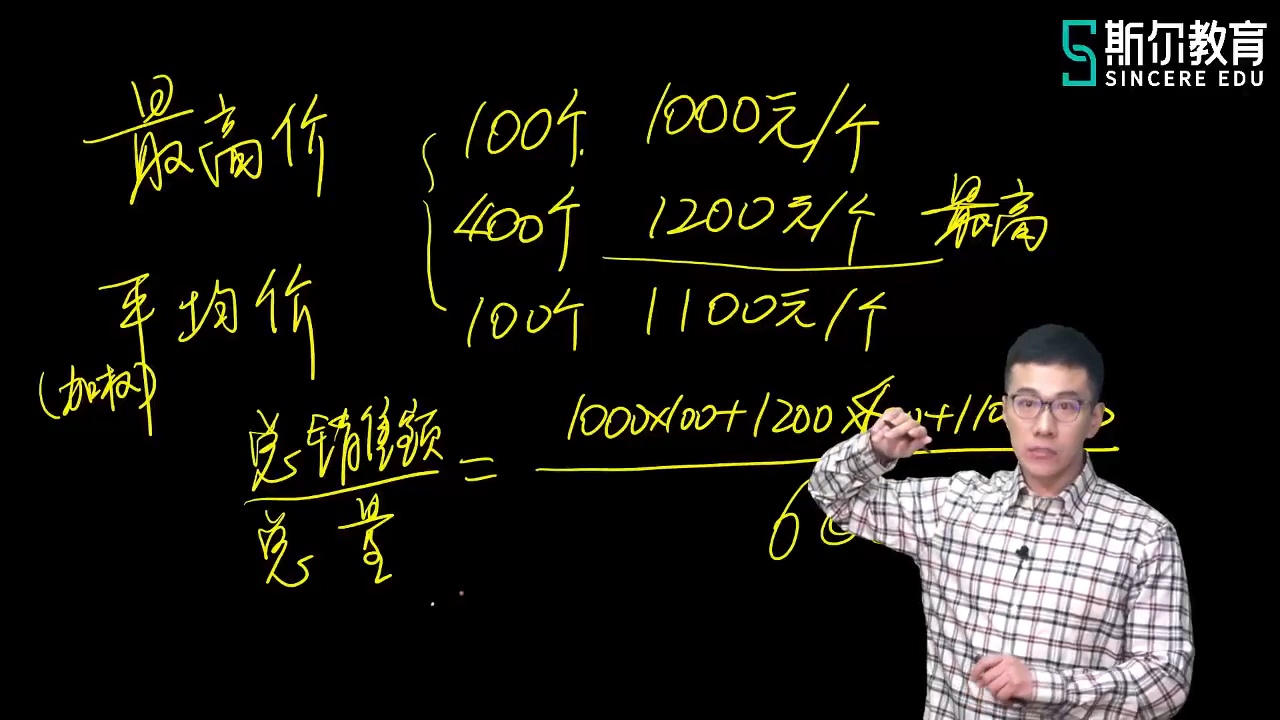 斯尔教育
SINCERE EDU
最高价
100个 1000元/个
400个 1200元/个 最高
100个 1100元/个
平均价
(加权)
总销售额
总量
=
1000×100+1200×
+110
6